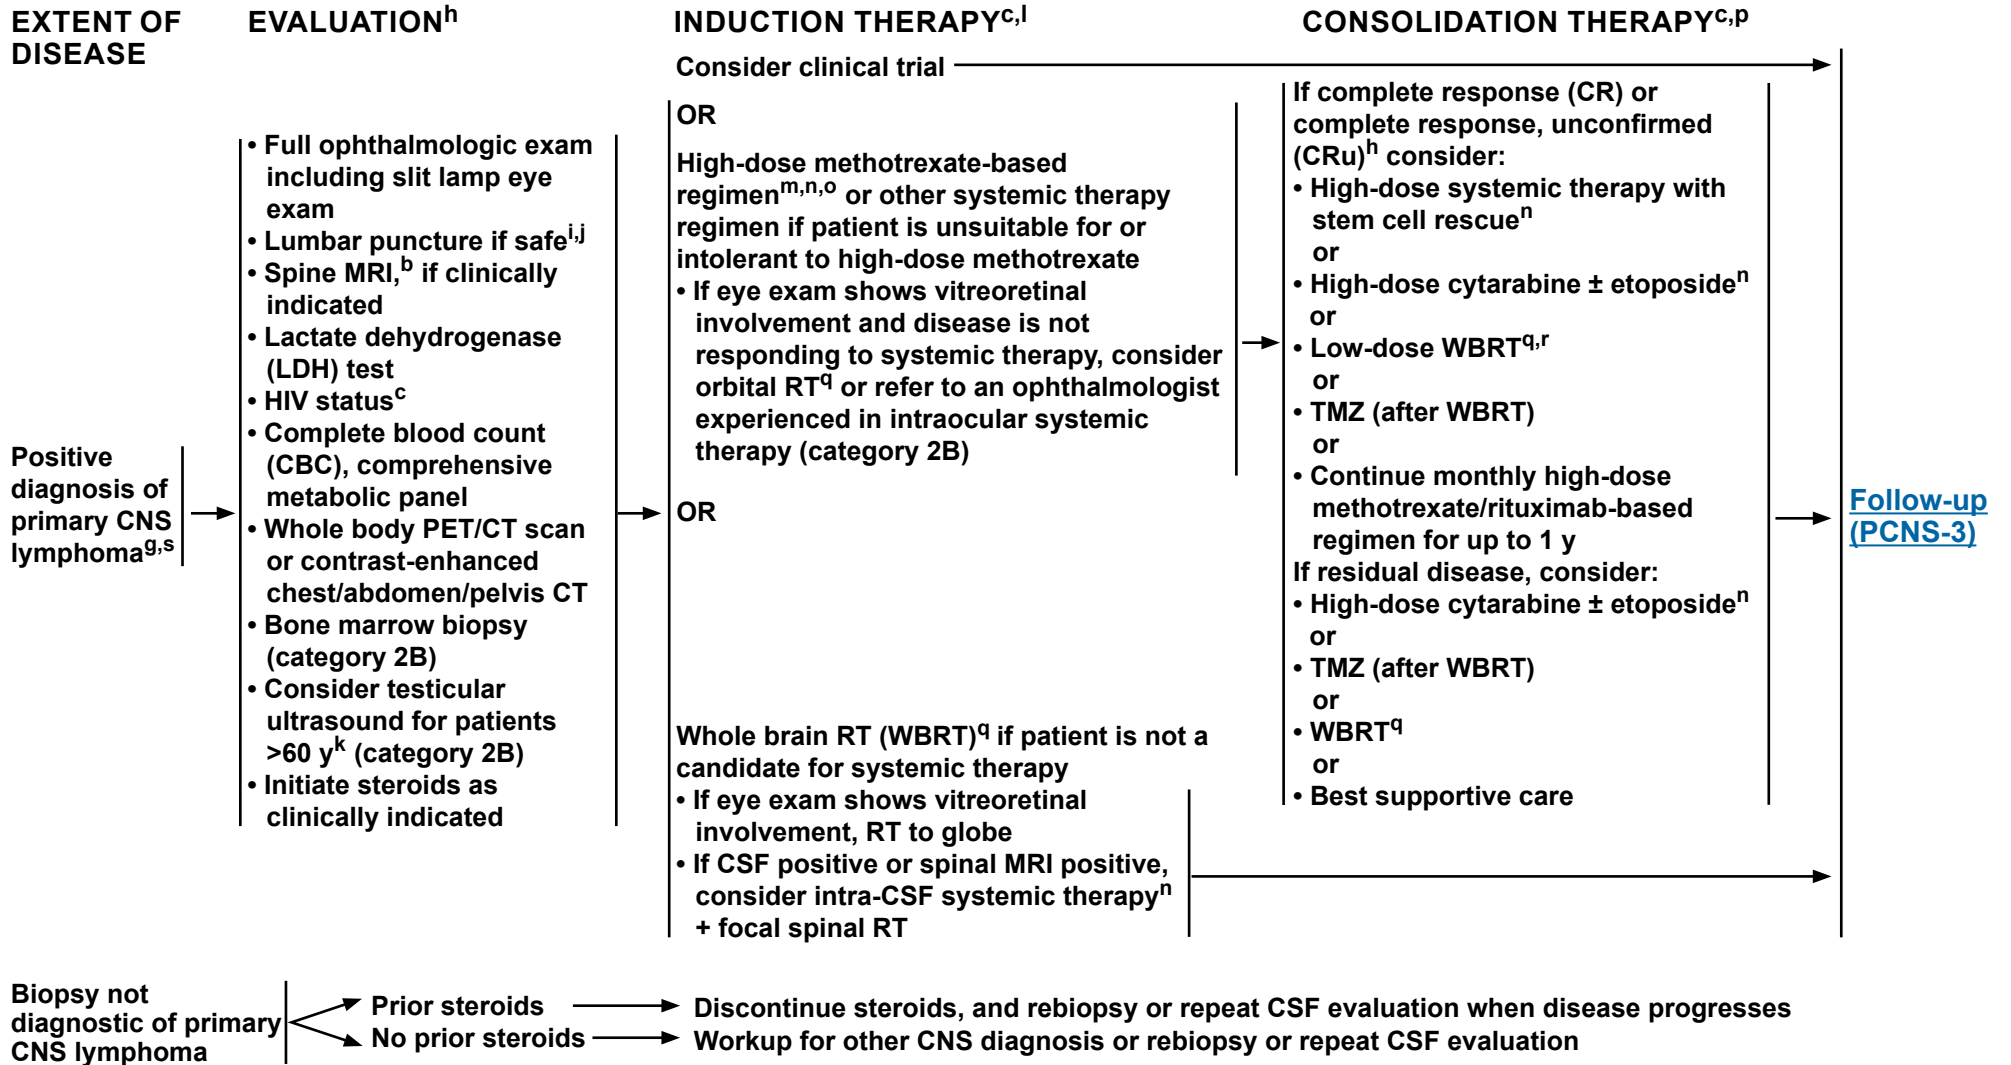 EXTENT OF
DISEASE
EVALUATIONh
INDUCTION THERAPYc,l
CONSOLIDATION THERAPYc,p
Positive
diagnosis of
primary CNS
lymphomag,s
• Full ophthalmologic exam
including slit lamp eye
exam
• Lumbar puncture if safei,j
• Spine MRI,b if clinically
indicated
• Lactate dehydrogenase
(LDH) test
• HIV statusc
• Complete blood count
(CBC), comprehensive
metabolic panel
• Whole body PET/CT scan
or contrast-enhanced
chest/abdomen/pelvis CT
• Bone marrow biopsy
(category 2B)
• Consider testicular
ultrasound for patients
>60 yk (category 2B)
• Initiate steroids as
clinically indicated
Consider clinical trial
OR
High-dose methotrexate-based
regimenm,n,o or other systemic therapy
regimen if patient is unsuitable for or
intolerant to high-dose methotrexate
• If eye exam shows vitreoretinal
involvement and disease is not
responding to systemic therapy, consider
orbital RTq or refer to an ophthalmologist
experienced in intraocular systemic
therapy (category 2B)
OR
Whole brain RT (WBRT)q if patient is not a
candidate for systemic therapy
• If eye exam shows vitreoretinal
involvement, RT to globe
• If CSF positive or spinal MRI positive,
consider intra-CSF systemic therapyn
+ focal spinal RT
If complete response (CR) or
complete response, unconfirmed
(CRu)h consider:
• High-dose systemic therapy with
stem cell rescuen
or
• High-dose cytarabine ± etoposiden
or
• Low-dose WBRTq,r
or
• TMZ (after WBRT)
or
• Continue monthly high-dose
methotrexate/rituximab-based
regimen for up to 1 y
If residual disease, consider:
• High-dose cytarabine ± etoposiden
or
• TMZ (after WBRT)
or
• WBRTq
or
• Best supportive care
Follow-up
(PCNS-3)
Biopsy not
diagnostic of primary
CNS lymphoma
Prior steroids
Discontinue steroids, and rebiopsy or repeat CSF evaluation when disease progresses
No prior steroids
Workup for other CNS diagnosis or rebiopsy or repeat CSF evaluation